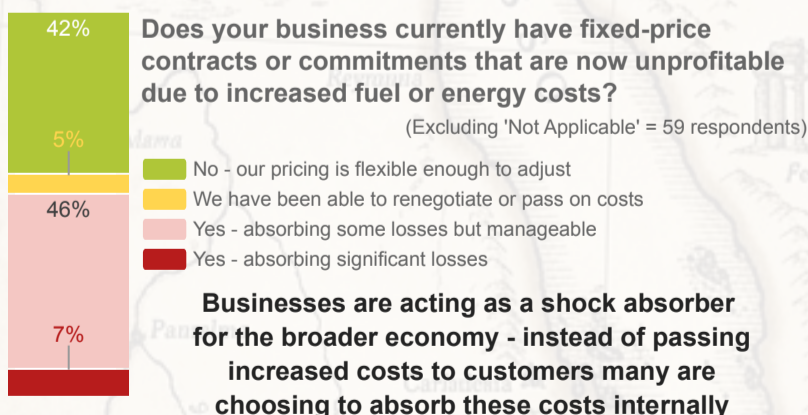 42%
5%
46%
7%
Does your business currently have fixed-price
contracts or commitments that are now unprofitable
due to increased fuel or energy costs?
(Excluding 'Not Applicable' = 59 respondents)
No - our pricing is flexible enough to adjust
We have been able to renegotiate or pass on costs
Yes - absorbing some losses but manageable
Yes - absorbing significant losses
Businesses are acting as a shock absorber
for the broader economy - instead of passing
increased costs to customers many are
choosing to absorb these costs internally